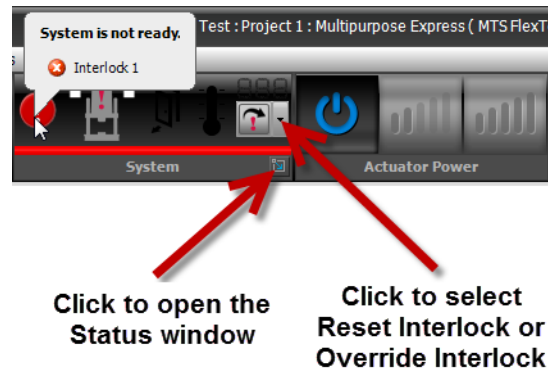 System is not ready.
Interlock 1
Test : Project 1 : Multipurpose Express ( MTS FlexT
System
Actuator Power
Click to open the
Status window
Click to select
Reset Interlock or
Override Interlock